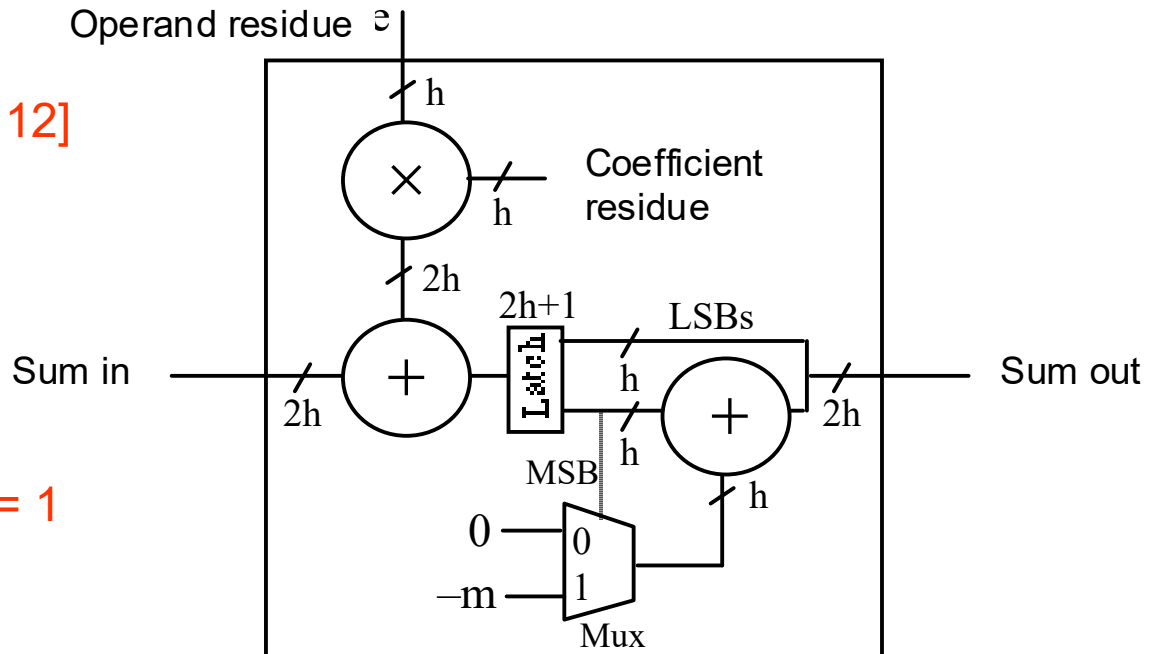 Operand residue e
h
12]
×
Coefficient
residue
h
2h
2h+1
LSBs
Latch
Sum in
+
h
+
Sum out
2h
2h
h
MSB
h
= 1
0
0
–m
1
Mux